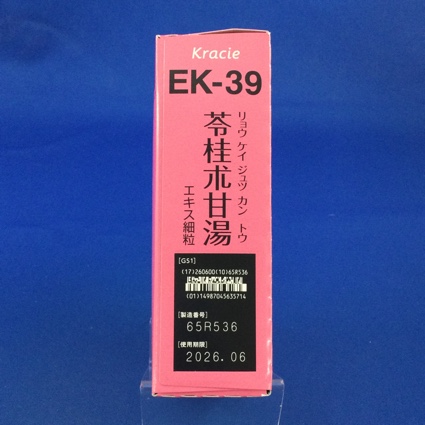 Kracie
EK-39
苓桂朮甘湯
リョウ ケイ ジュツ カン トウ
エキス細粒
[GS1]
(17)260600(10)65R536
(01)14987045635714
[製造番号]
65R536
[使用期限]
2026.06